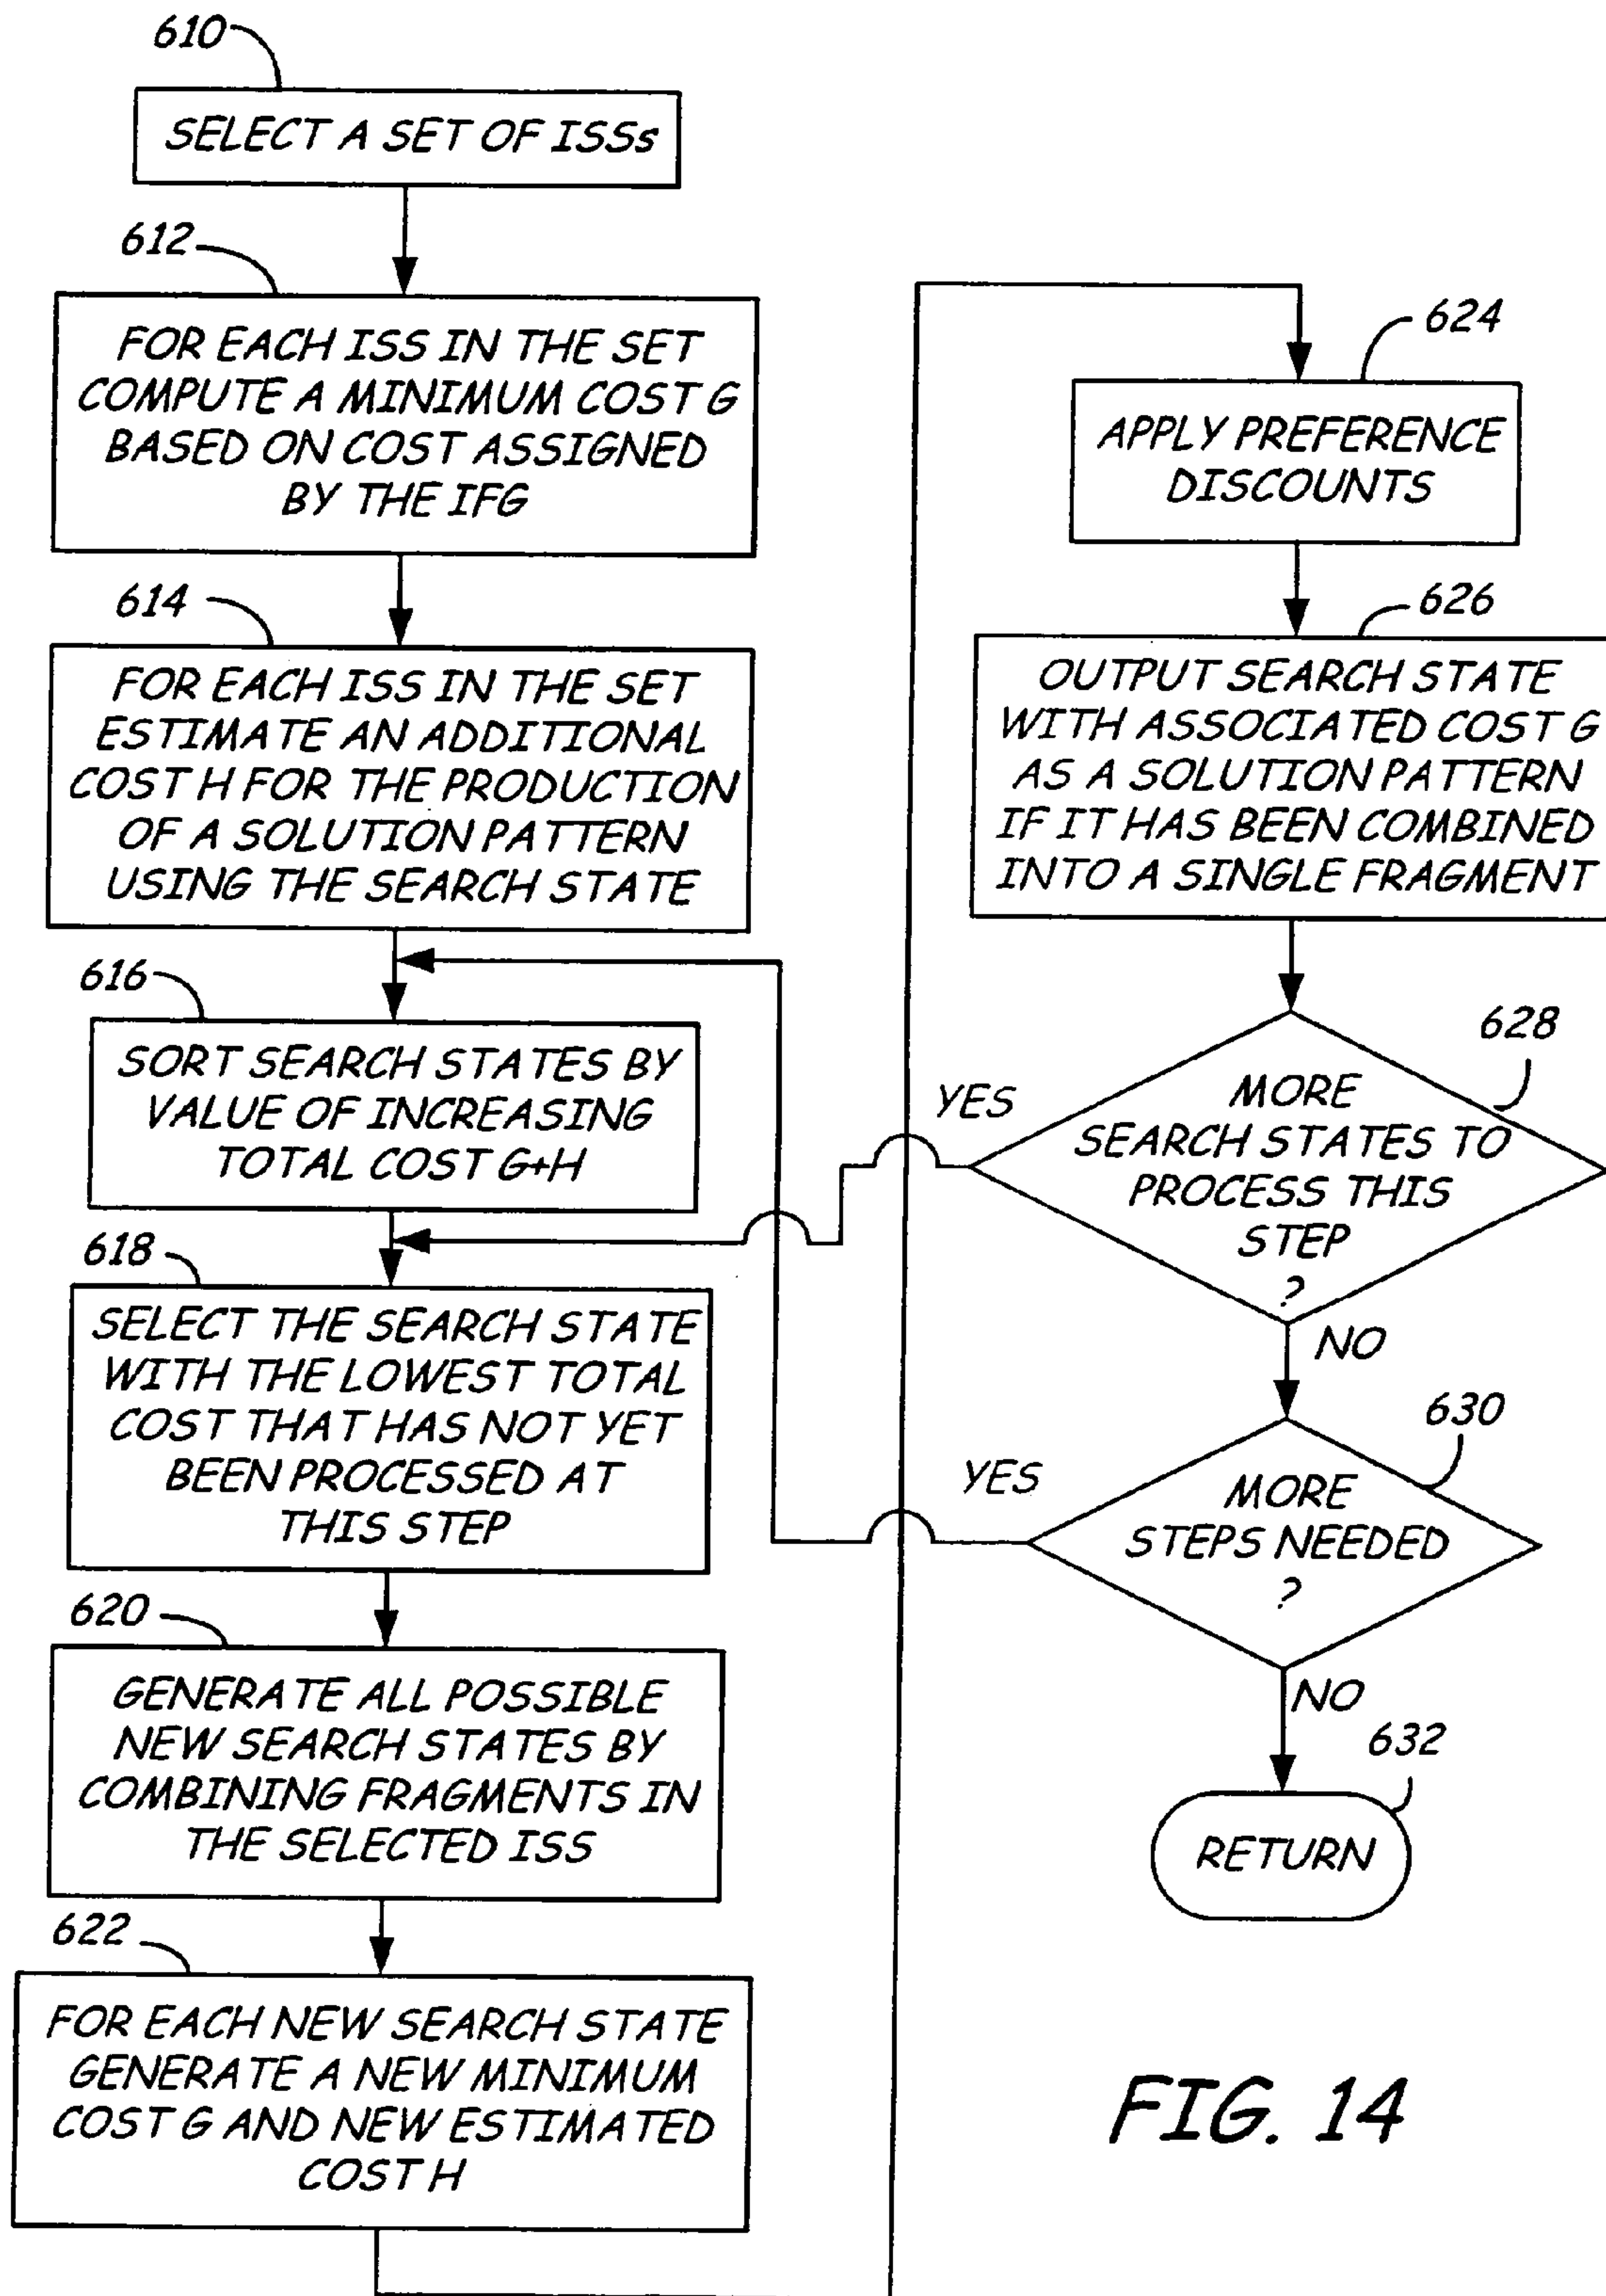 610
SELECT A SET OF ISSs
612
FOR EACH ISS IN THE SET
COMPUTE A MINIMUM COST G
BASED ON COST ASSIGNED
BY THE IFG
614
FOR EACH ISS IN THE SET
ESTIMATE AN ADDITIONAL
COST H FOR THE PRODUCTION
OF A SOLUTION PATTERN
USING THE SEARCH STATE
616
SORT SEARCH STATES BY
VALUE OF INCREASING
TOTAL COST G+H
618
SELECT THE SEARCH STATE
WITH THE LOWEST TOTAL
COST THAT HAS NOT YET
BEEN PROCESSED AT
THIS STEP
620
GENERATE ALL POSSIBLE
NEW SEARCH STATES BY
COMBINING FRAGMENTS IN
THE SELECTED ISS
622
FOR EACH NEW SEARCH STATE
GENERATE A NEW MINIMUM
COST G AND NEW ESTIMATED
COST H
624
APPLY PREFERENCE
DISCOUNTS
626
OUTPUT SEARCH STATE
WITH ASSOCIATED COST G
AS A SOLUTION PATTERN
IF IT HAS BEEN COMBINED
INTO A SINGLE FRAGMENT
628
YES
MORE
SEARCH STATES TO
PROCESS THIS
STEP
?
NO
630
YES
MORE
STEPS NEEDED
?
NO
632
RETURN
FIG. 14